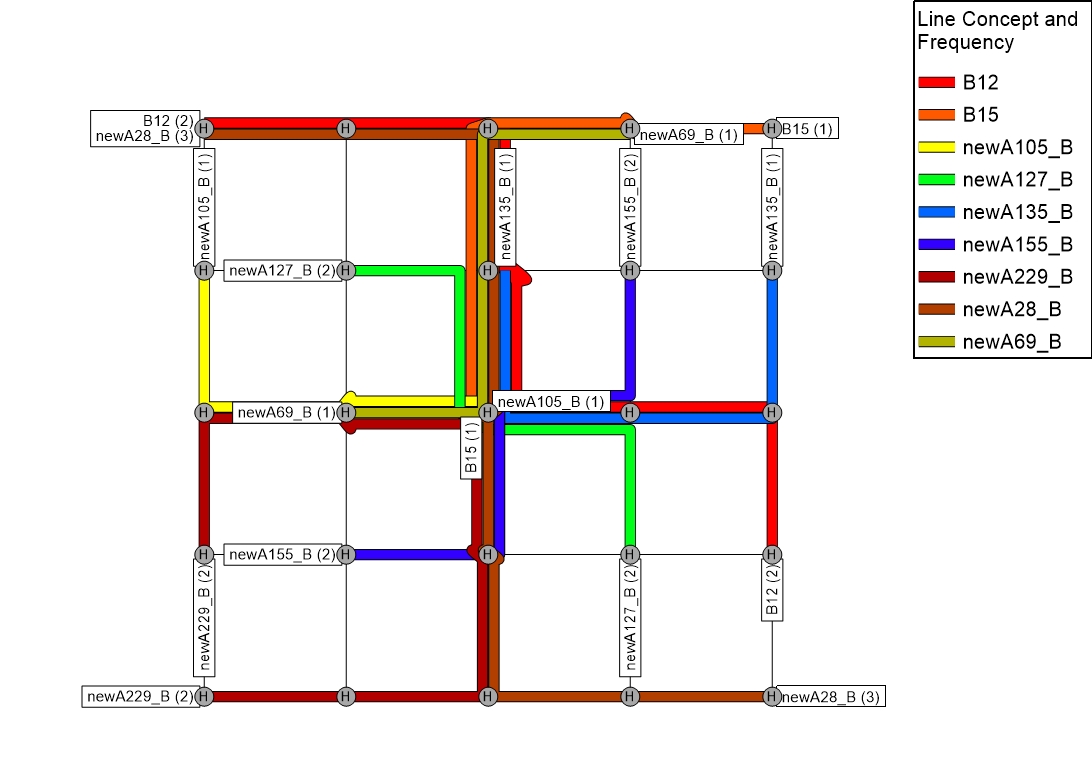 Line Concept and
Frequency
B12
B15
newA105_B
newA127_B
newA135_B
newA155_B
newA229_B
newA28_B
newA69_B
B12 (2)
newA28_B (3)
H
H
H
H
newA69_B (1)
H
B15 (1)
newA105_B (1)
newA135_B (1)
newA155_B (2)
newA135_B (1)
H
newA127_B (2)
H
H
H
H
H
newA69_B (1)
H
H
newA105_B (1)
H
H
B15 (1)
H
newA155_B (2)
H
H
H
H
newA229_B (2)
newA127_B (2)
B12 (2)
newA229_B (2)
H
H
H
H
H
newA28_B (3)